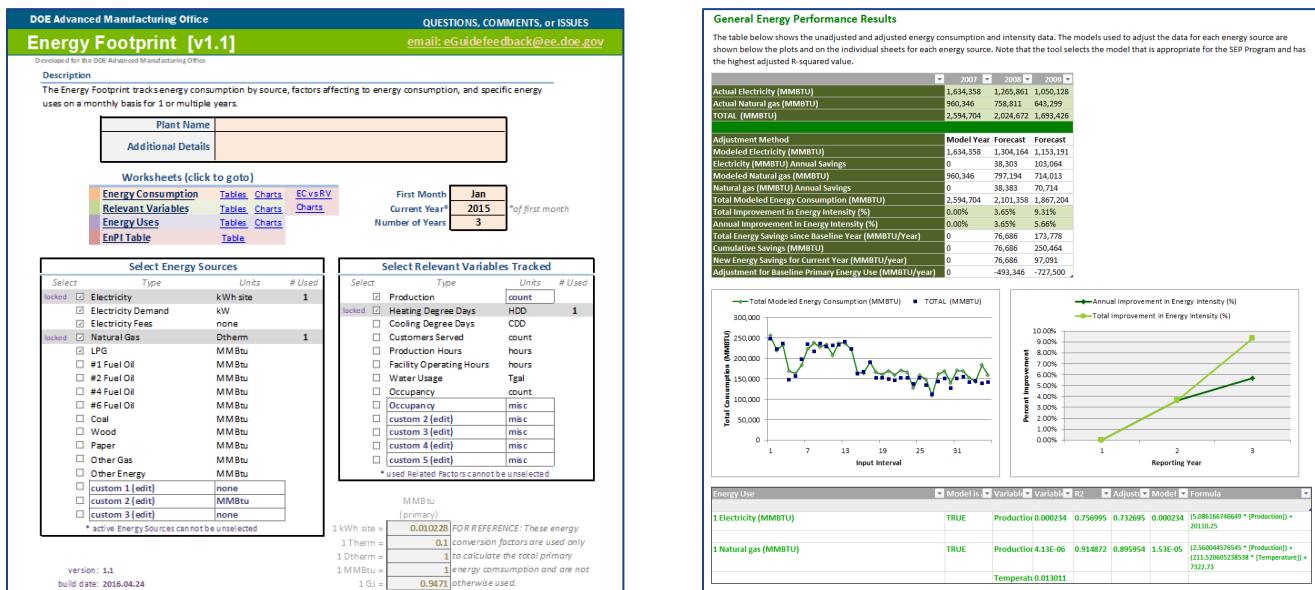 DOE Advanced Manufacturing Office
QUESTIONS, COMMENTS, or ISSUES
Energy Footprint [v1.1]
email: eGuidefeedback@ee.doe.gov
Developed for the DOE Advanced Manufacturing Office
Description
The Energy Footprint tracks energy consumption by source, factors affecting to energy consumption, and specific energy
uses on a monthly basis for 1 or multiple years.
Plant Name
Additional Details
Worksheets (click to goto)
Energy Consumption Tables Charts ECvsRV
Relevant Variables Tables Charts Charts
Energy Uses Tables Charts
EnPI Table Table
First Month Jan
Current Year* 2015 *of first month
Number of Years 3
Select Energy Sources
Select Type Units # Used
locked Electricity kWh site 1
Electricity Demand kW
Electricity Fees none
locked Natural Gas Dtherm 1
LPG MMBtu
#1 Fuel Oil MMBtu
#2 Fuel Oil MMBtu
#4 Fuel Oil MMBtu
#6 Fuel Oil MMBtu
Coal MMBtu
Wood MMBtu
Paper MMBtu
Other Gas MMBtu
Other Energy MMBtu
custom 1 (edit) none
custom 2 (edit) MMBtu
custom 3 (edit) none
* active Energy Sources cannot be unselected
Select Relevant Variables Tracked
Select Type Units # Used
Production count
locked Heating Degree Days HDD 1
Cooling Degree Days CDD
Customers Served count
Production Hours hours
Facility Operating Hours hours
Water Usage Tgal
Occupancy count
Occupancy misc
custom 2 (edit) misc
custom 3 (edit) misc
custom 4 (edit) misc
custom 5 (edit) misc
* used Related Factors cannot be unselected
MMBtu
(primary)
1 kWh site = 0.010228 FOR REFERENCE: These energy
1 Therm = 0.1 conversion factors are used only
1 Dtherm = 1 to calculate the total primary
1 MMBtu = 1 energy comsumption and are not
1 GJ = 0.9471 otherwise used.
version: 1.1
build date: 2016.04.24
General Energy Performance Results
The table below shows the unadjusted and adjusted energy consumption and intensity data. The models used to adjust the data for each energy source are
shown below the plots and on the individual sheets for each energy source. Note that the tool selects the model that is appropriate for the SEP Program and has
the highest adjusted R-squared value.
2007 2008 2009
Actual Electricity (MMBTU) 1,634,358 1,265,861 1,050,128
Actual Natural gas (MMBTU) 960,346 758,811 643,299
TOTAL (MMBTU) 2,594,704 2,024,672 1,693,426
Adjustment Method Model Year Forecast Forecast
Modeled Electricity (MMBTU) 1,634,358 1,304,164 1,153,191
Electricity (MMBTU) Annual Savings 0 38,303 103,064
Modeled Natural gas (MMBTU) 960,346 797,194 714,013
Natural gas (MMBTU) Annual Savings 0 38,383 70,714
Total Modeled Energy Consumption (MMBTU) 2,594,704 2,101,358 1,867,204
Total Improvement in Energy Intensity (%) 0.00% 3.65% 9.31%
Annual Improvement in Energy Intensity (%) 0.00% 3.65% 5.66%
Total Energy Savings since Baseline Year (MMBTU/Year) 0 76,686 173,778
Cumulative Savings (MMBTU) 0 76,686 250,464
New Energy Savings for Current Year (MMBTU/year) 0 76,686 97,091
Adjustment for Baseline Primary Energy Use (MMBTU/year) 0 -493,346 -727,500
Total Modeled Energy Consumption (MMBTU) TOTAL (MMBTU)
300,000
250,000
200,000
150,000
100,000
50,000
0
Total Consumption (MMBTU)
1 7 13 19 25 31
Input Interval
Annual Improvement in Energy Intensity (%)
Total Improvement in Energy Intensity (%)
10.00%
9.00%
8.00%
7.00%
6.00%
5.00%
4.00%
3.00%
2.00%
1.00%
0.00%
Percent Improvement
1 2 3
Reporting Year
Energy Use Model is Variabl Variabl R2 Adjust Model Formula
1 Electricity (MMBTU) TRUE Production 0.000234 0.756995 0.732695 0.000234 (5.086166746649 * [Production]) +
20110.25
1 Natural gas (MMBTU) TRUE Production 4.13E-06 0.914872 0.895954 1.53E-05 (2.560044576545 * [Production]) +
(211.520605238538 * [Temperature]) +
7322.73
Temperatu 0.013011